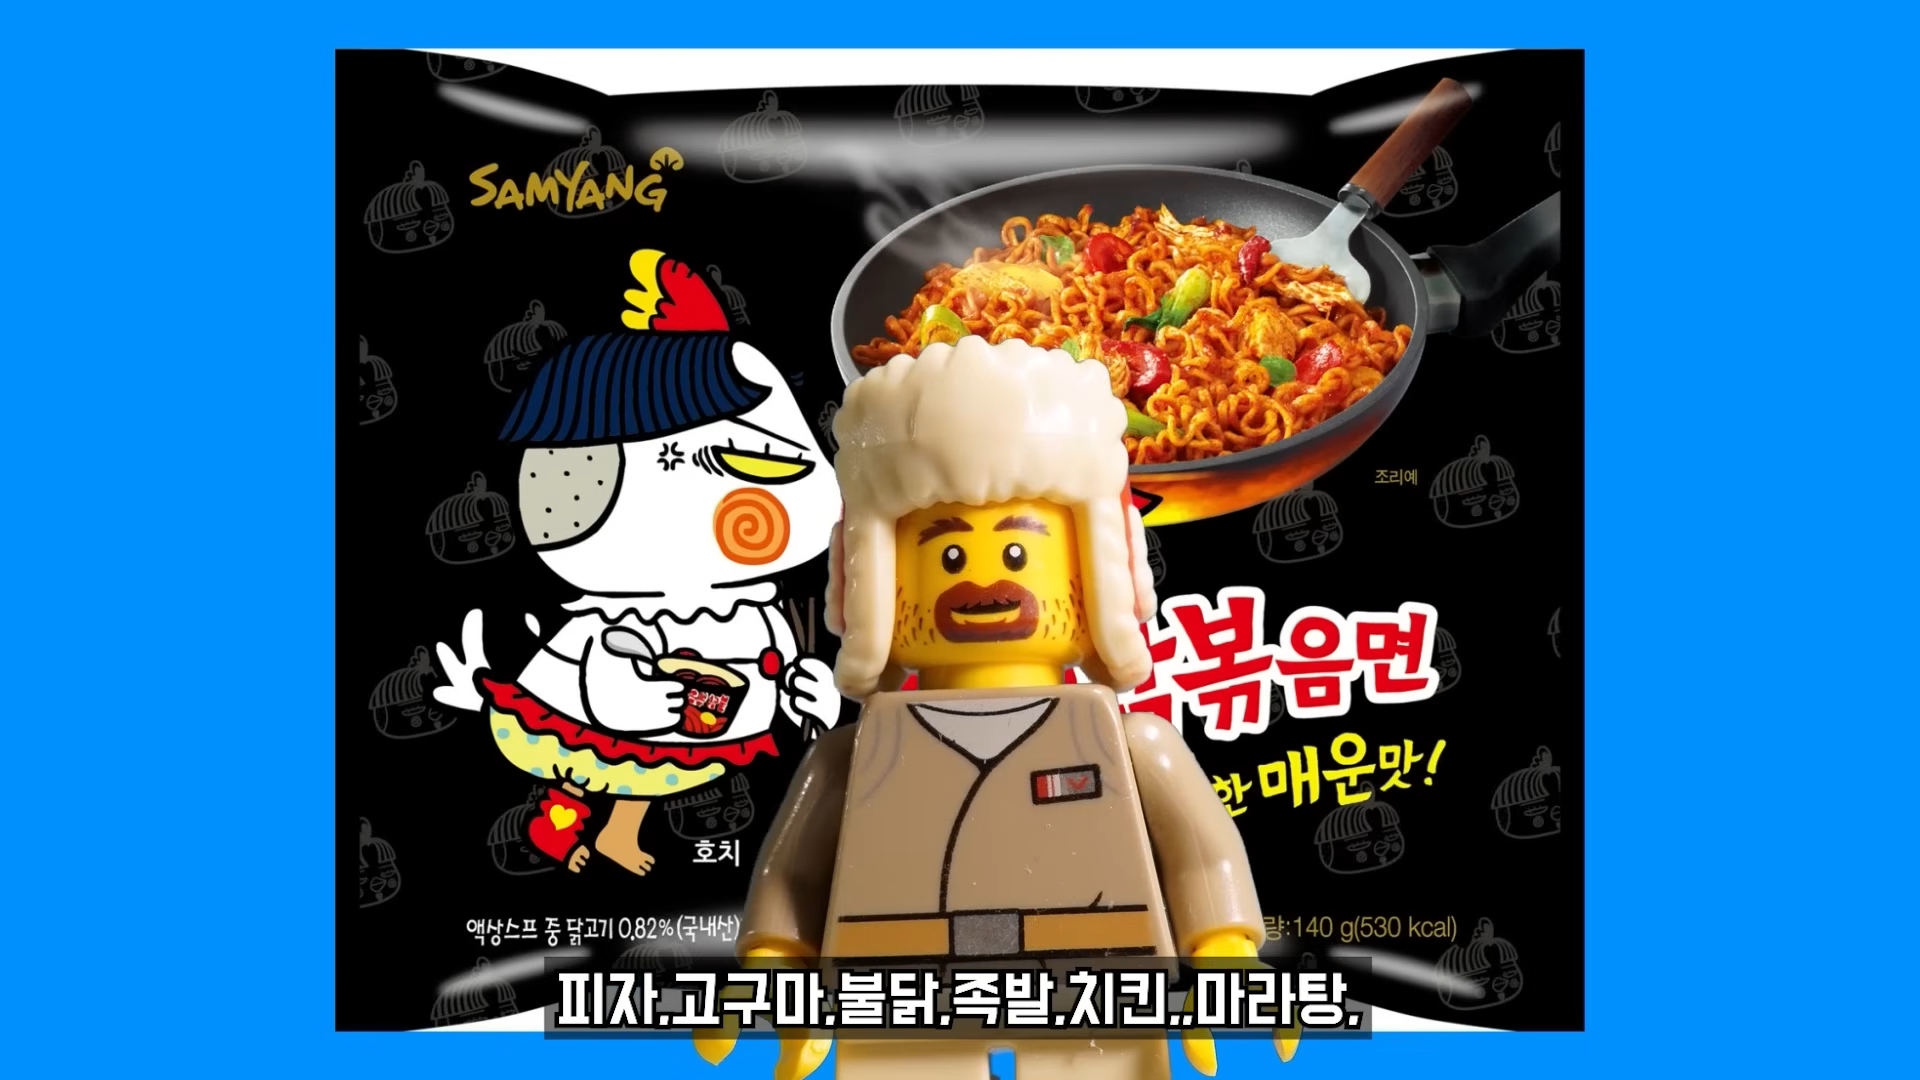 SAMYANG
조리예
볶음면
한 매운맛!
호치
액상스프 중 닭고기 0.82% (국내산)
량:140 g(530 kcal)
피자,고구마,불닭,족발,치킨,,마라탕,